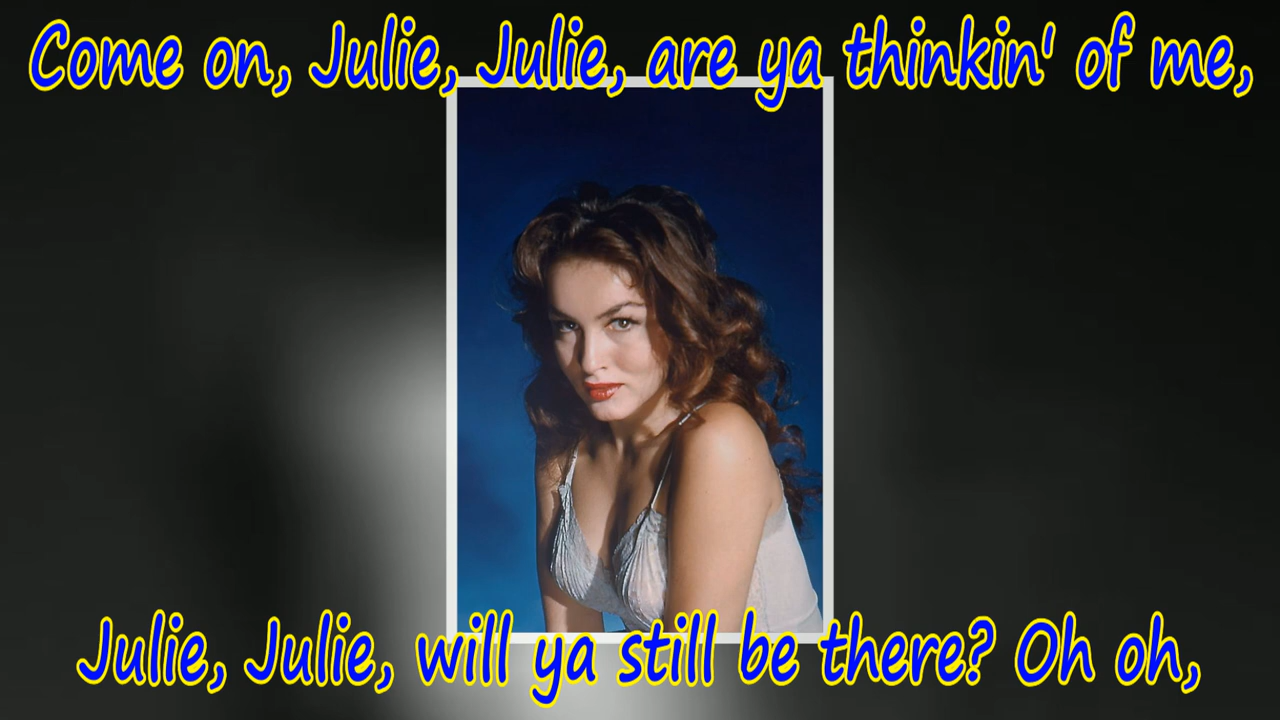 Come on, Julie, Julie, are ya thinkin' of me,
Julie, Julie, will ya still be there? Oh oh,